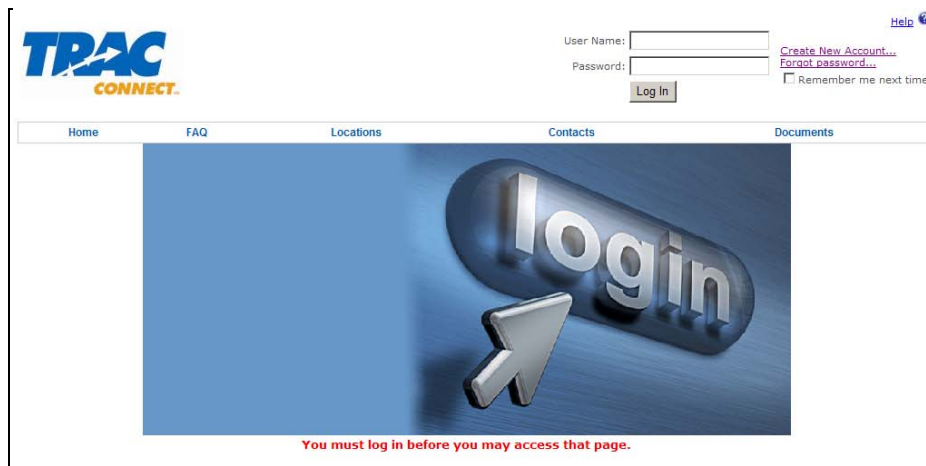 Help
TRAC
CONNECT
User Name:
Create New Account...
Password:
Forgot password...
Remember me next time
Log In
Home FAQ Locations Contacts Documents
login
You must log in before you may access that page.